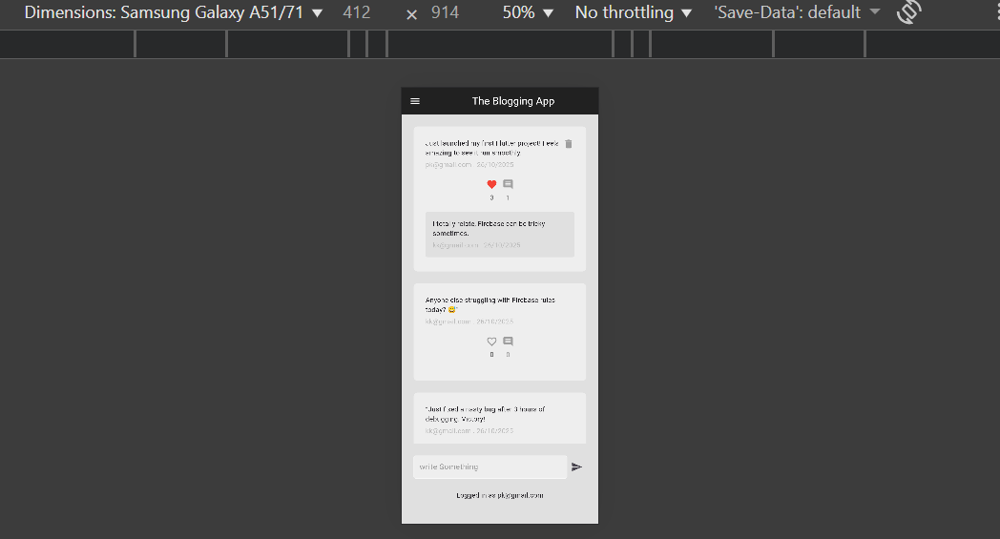 Dimensions: Samsung Galaxy A51/71 ▼ 412 × 914 50% ▼ No throttling ▼ 'Save-Data': default ▼
The Blogging App
Just launched my first Flutter project! Feels
amazing to see it run smoothly
pk@gmail.com . 26/10/2025
3 1
I totally relate, Firebase can be tricky
sometimes.
kk@gmail.com . 26/10/2025
Anyone else struggling with Firebase rules
today? 😅"
kk@gmail.com . 26/10/2025
0 0
"Just fixed a nasty bug after 3 hours of
debugging. Victory!
kk@gmail.com . 26/10/2025
write Something
Logged in as pk@gmail.com